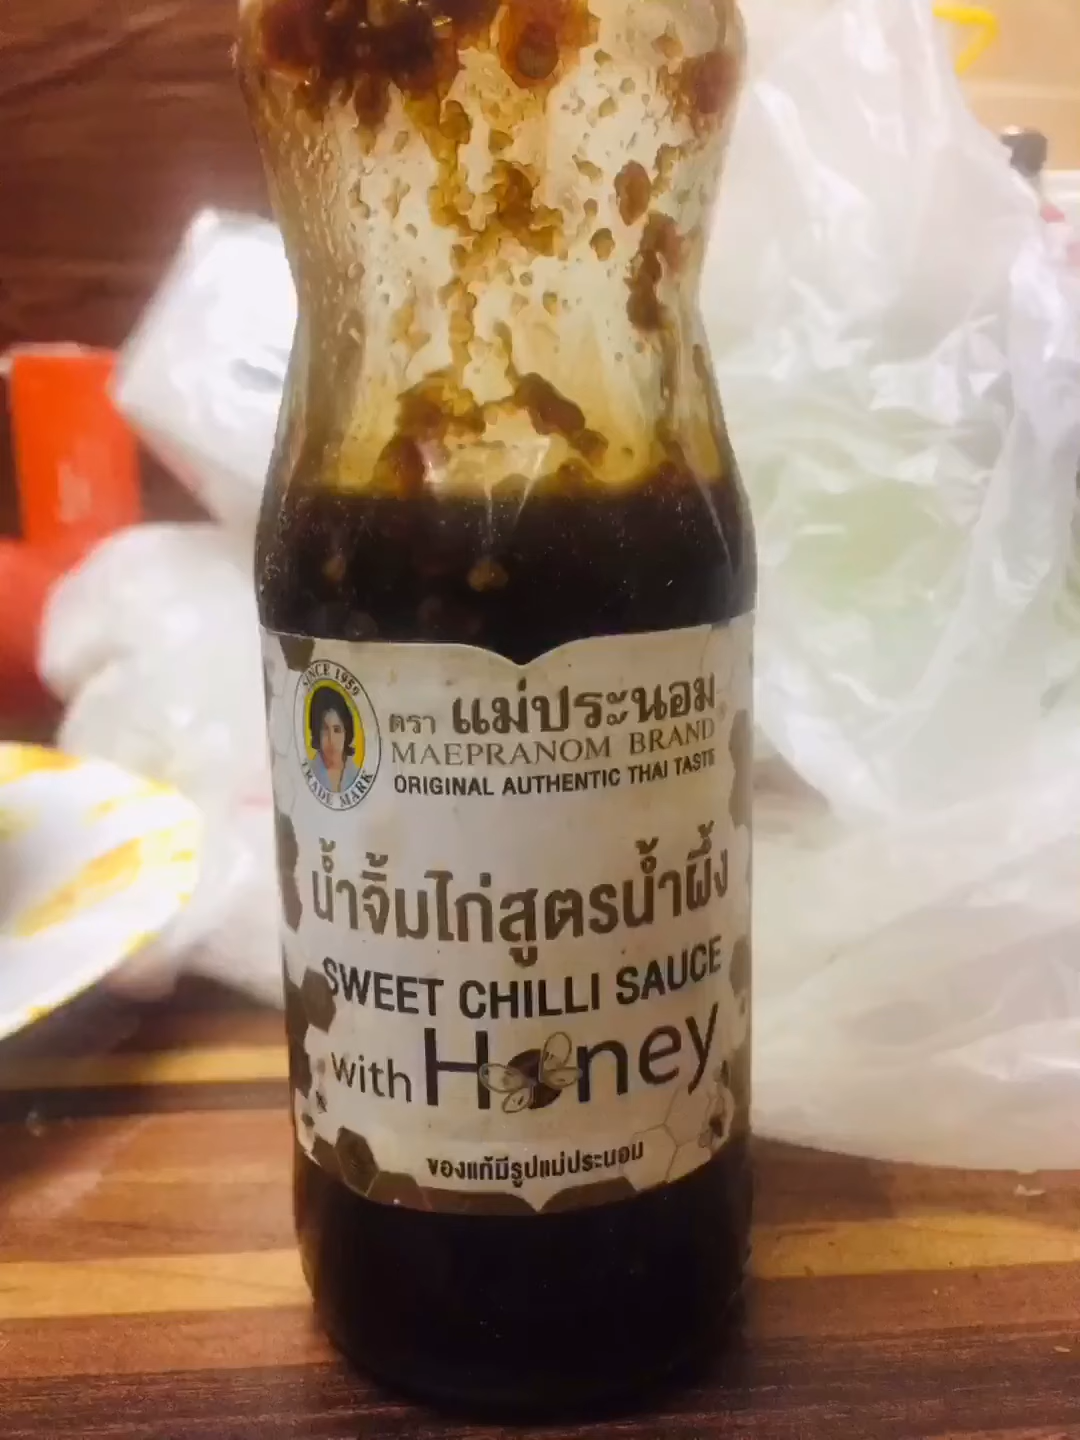 SINCE 1959
TRADE MARK
ตรา แม่ประนอม
MAEPRANOM BRAND
ORIGINAL AUTHENTIC THAI TASTE
น้ำจิ้มไก่สูตรน้ำผึ้ง
SWEET CHILLI SAUCE
with Honey
ของแท้มีรูปแม่ประนอม